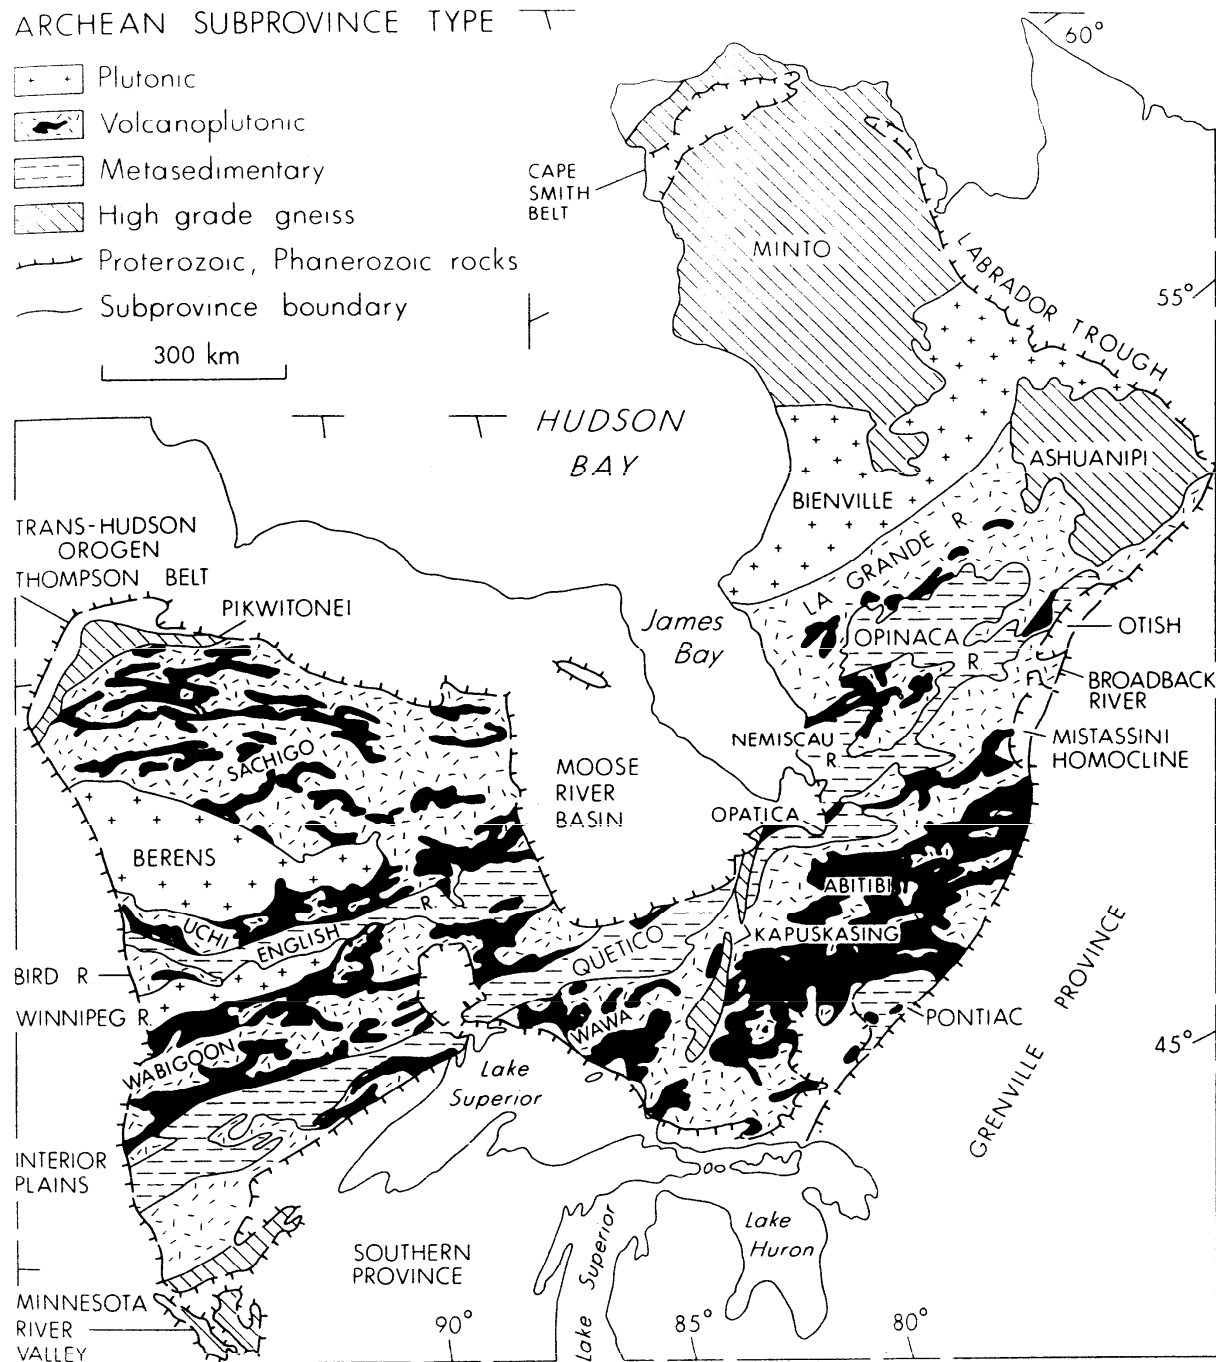 ARCHEAN SUBPROVINCE TYPE
Plutonic
Volcanoplutonic
Metasedimentary
High grade gneiss
Proterozoic, Phanerozoic rocks
Subprovince boundary
300 km
60°
CAPE
SMITH
BELT
MINTO
LABRADOR TROUGH
55°
HUDSON
BAY
ASHUANIPI
BIENVILLE
TRANS-HUDSON
OROGEN
THOMPSON BELT
PIKWITONEI
LA GRANDE R.
James
Bay
OPINACA
R.
OTISH
BROADBACK
RIVER
NEMISCAU
R.
MISTASSINI
HOMOCLINE
SACHIGO
MOOSE
RIVER
BASIN
OPATICA
BERENS
ABITIBI
UCHI
ENGLISH R.
QUETICO
KAPUSKASING
BIRD R
WINNIPEG R.
WABIGOON
WAWA
PONTIAC
GRENVILLE PROVINCE
45°
Lake
Superior
INTERIOR
PLAINS
SOUTHERN
PROVINCE
Lake Superior
Lake
Huron
MINNESOTA
RIVER
VALLEY
90°
85°
80°